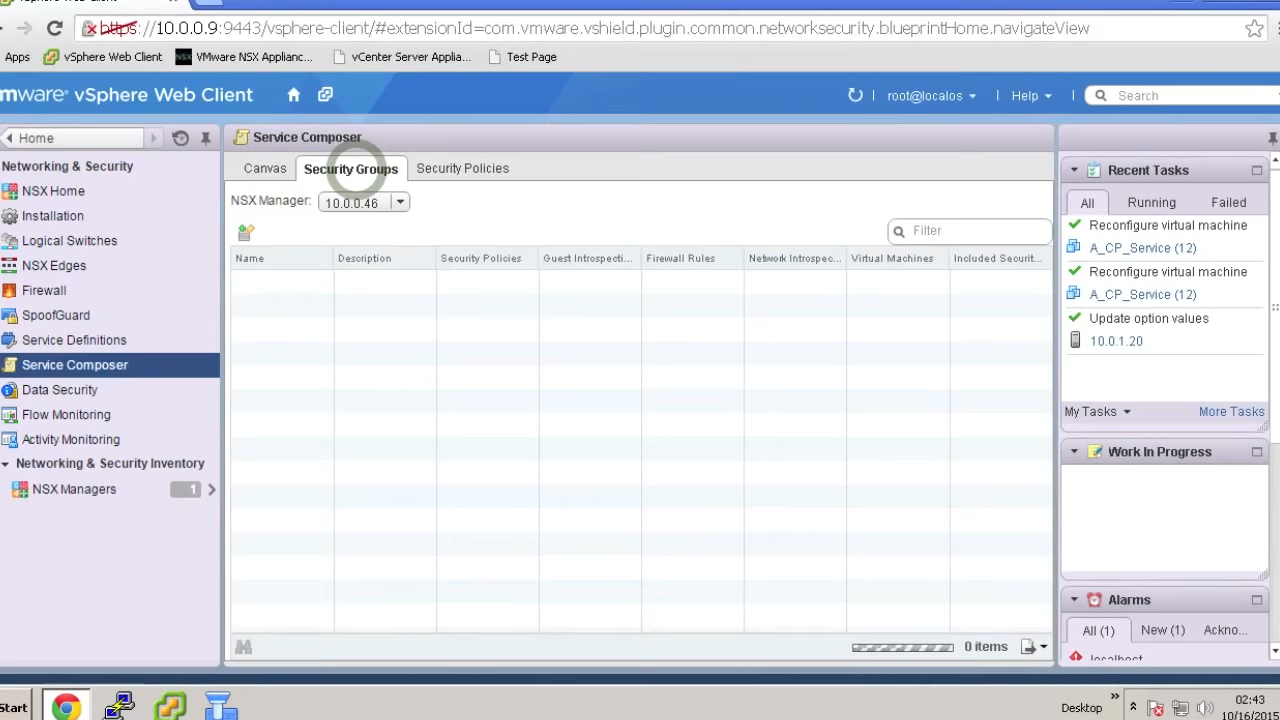 vSphere Web Client
https://10.0.0.9:9443/vsphere-client/#extensionId=com.vmware.vshield.plugin.common.networksecurity.blueprintHome.navigateView
Apps vSphere Web Client VMware NSX Applianc... vCenter Server Applia... Test Page
mware® vSphere Web Client
root@localos Help Search
Home
Networking & Security
NSX Home
Installation
Logical Switches
NSX Edges
Firewall
SpoofGuard
Service Definitions
Service Composer
Data Security
Flow Monitoring
Activity Monitoring
Networking & Security Inventory
NSX Managers 1
Service Composer
Canvas Security Groups Security Policies
NSX Manager: 10.0.0.46
Filter
Name Description Security Policies Guest Introspecti... Firewall Rules Network Introspec... Virtual Machines Included Securit...
0 items
Recent Tasks
All Running Failed
Reconfigure virtual machine
A_CP_Service (12)
Reconfigure virtual machine
A_CP_Service (12)
Update option values
10.0.1.20
My Tasks More Tasks
Work In Progress
Alarms
All (1) New (1) Ackno...
localhost
Start
Desktop
02:43
10/16/2015